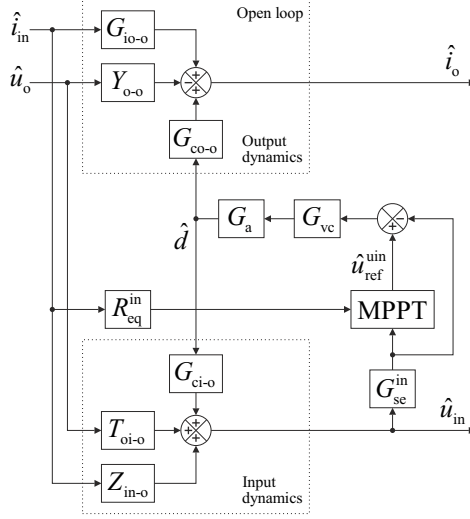 Open loop
î_in
G_io-o
û_o
Y_o-o
- + +
î_o
G_co-o
Output
dynamics
d̂
G_a
G_vc
- +
û_ref^uin
R_eq^in
MPPT
G_ci-o
G_se^in
T_oi-o
+ + +
û_in
Z_in-o
Input
dynamics